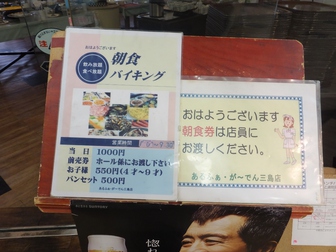 おはようございます
飲み放題
食べ放題
朝食
バイキング
営業時間
当日 1000円
前売券 ホール係にお渡し下さい
お子様 550円(4才~9才)
パンセット 500円
おはようございます
朝食券は店員に
お渡しください。
あるふぁ・が~でん三島店
惚れ